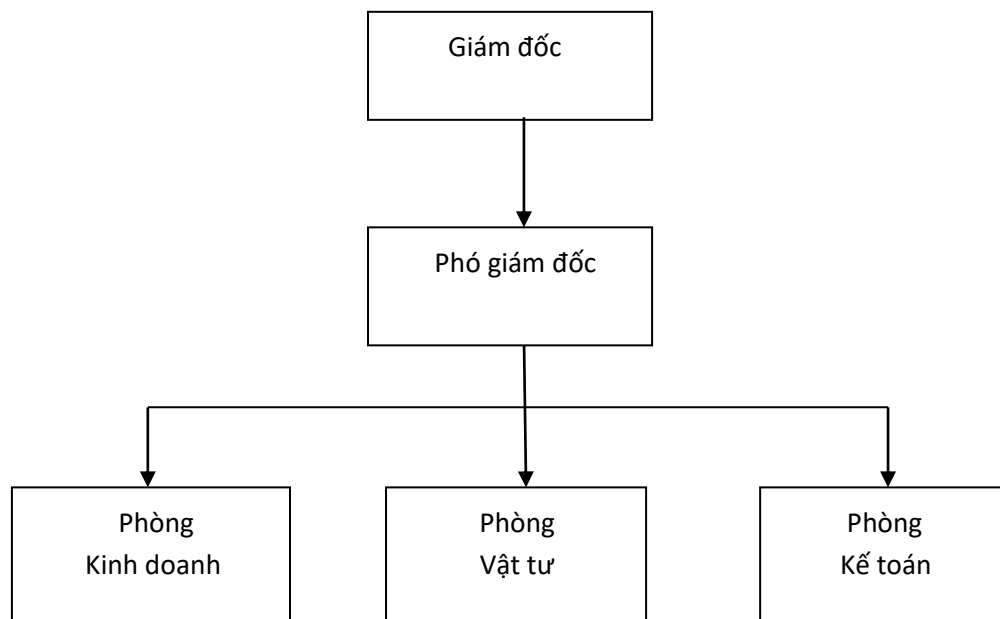 Giám đốc
Phó giám đốc
Phòng
Kinh doanh
Phòng
Vật tư
Phòng
Kế toán